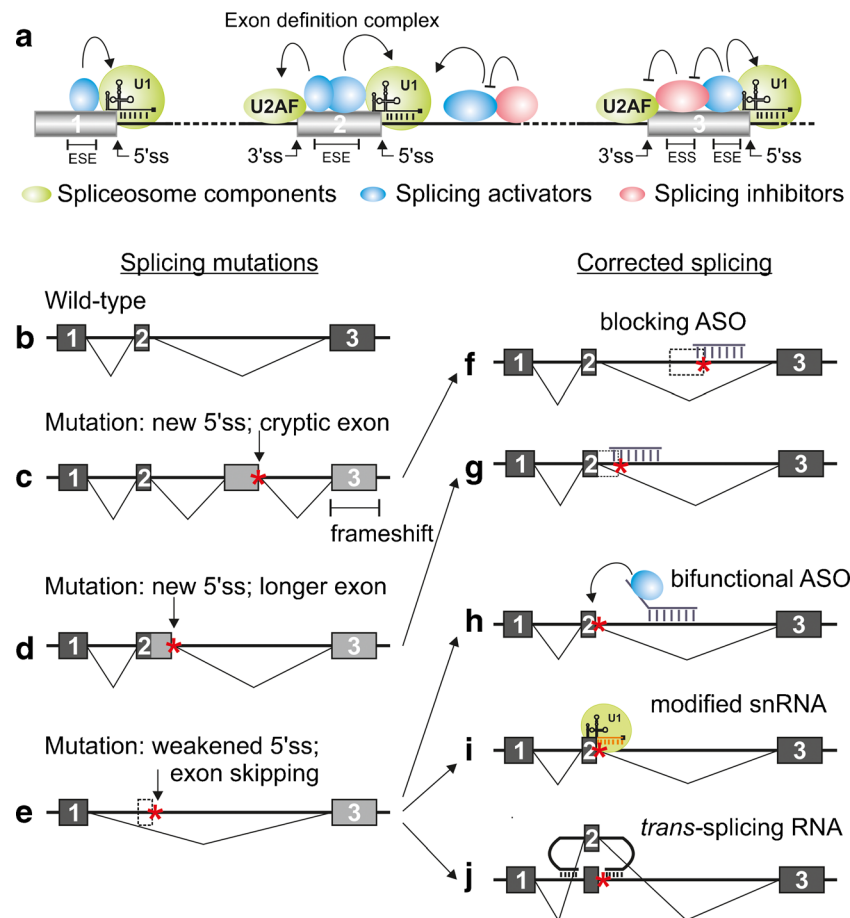 a
Exon definition complex
U1
U2AF
U1
U2AF
U1
1
2
3
ESE
5'ss
3'ss
ESE
5'ss
3'ss
ESS
ESE
5'ss
Spliceosome components
Splicing activators
Splicing inhibitors
Splicing mutations
Wild-type
b
1
2
3
Mutation: new 5'ss; cryptic exon
c
1
2
3
frameshift
Mutation: new 5'ss; longer exon
d
1
2
3
Mutation: weakened 5'ss;
exon skipping
e
1
3
Corrected splicing
blocking ASO
f
1
2
3
g
1
2
3
bifunctional ASO
h
1
2
3
modified snRNA
U1
i
1
2
3
trans-splicing RNA
2
j
1
3